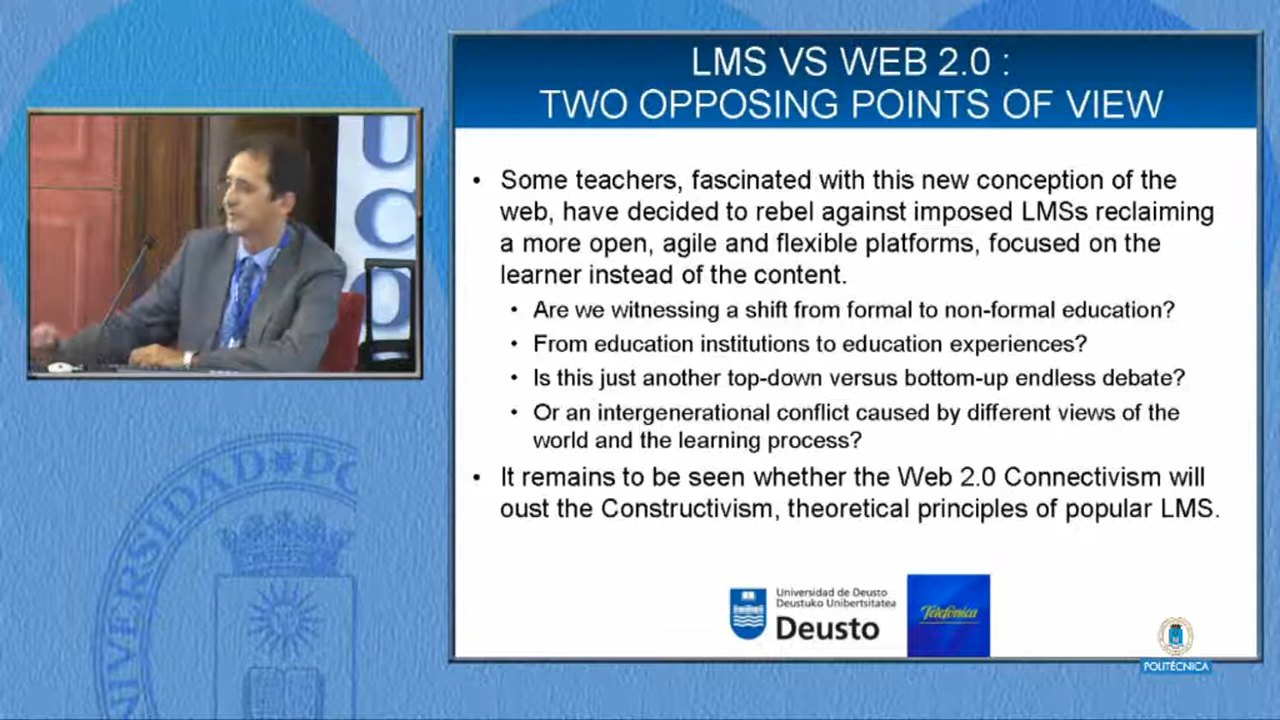 LMS VS WEB 2.0 :
TWO OPPOSING POINTS OF VIEW
• Some teachers, fascinated with this new conception of the
web, have decided to rebel against imposed LMSs reclaiming
a more open, agile and flexible platforms, focused on the
learner instead of the content.
• Are we witnessing a shift from formal to non-formal education?
• From education institutions to education experiences?
• Is this just another top-down versus bottom-up endless debate?
• Or an intergenerational conflict caused by different views of the
world and the learning process?
• It remains to be seen whether the Web 2.0 Connectivism will
oust the Constructivism, theoretical principles of popular LMS.
Universidad de Deusto
Deustuko Unibertsitatea
Deusto
Telefónica
POLITÉCNICA
UCO
UNIVERSIDAD PO